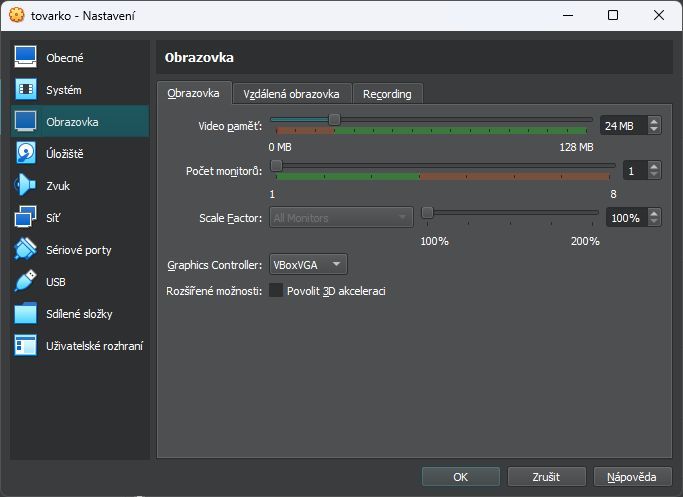 tovarko - Nastavení
Obecné
Systém
Obrazovka
Úložiště
Zvuk
Síť
Sériové porty
USB
Sdílené složky
Uživatelské rozhraní
Obrazovka
Obrazovka Vzdálená obrazovka Recording
Video paměť: 24 MB
0 MB 128 MB
Počet monitorů: 1
1 8
Scale Factor: All Monitors 100%
100% 200%
Graphics Controller: VBoxVGA
Rozšířené možnosti: Povolit 3D akceleraci
OK Zrušit Nápověda